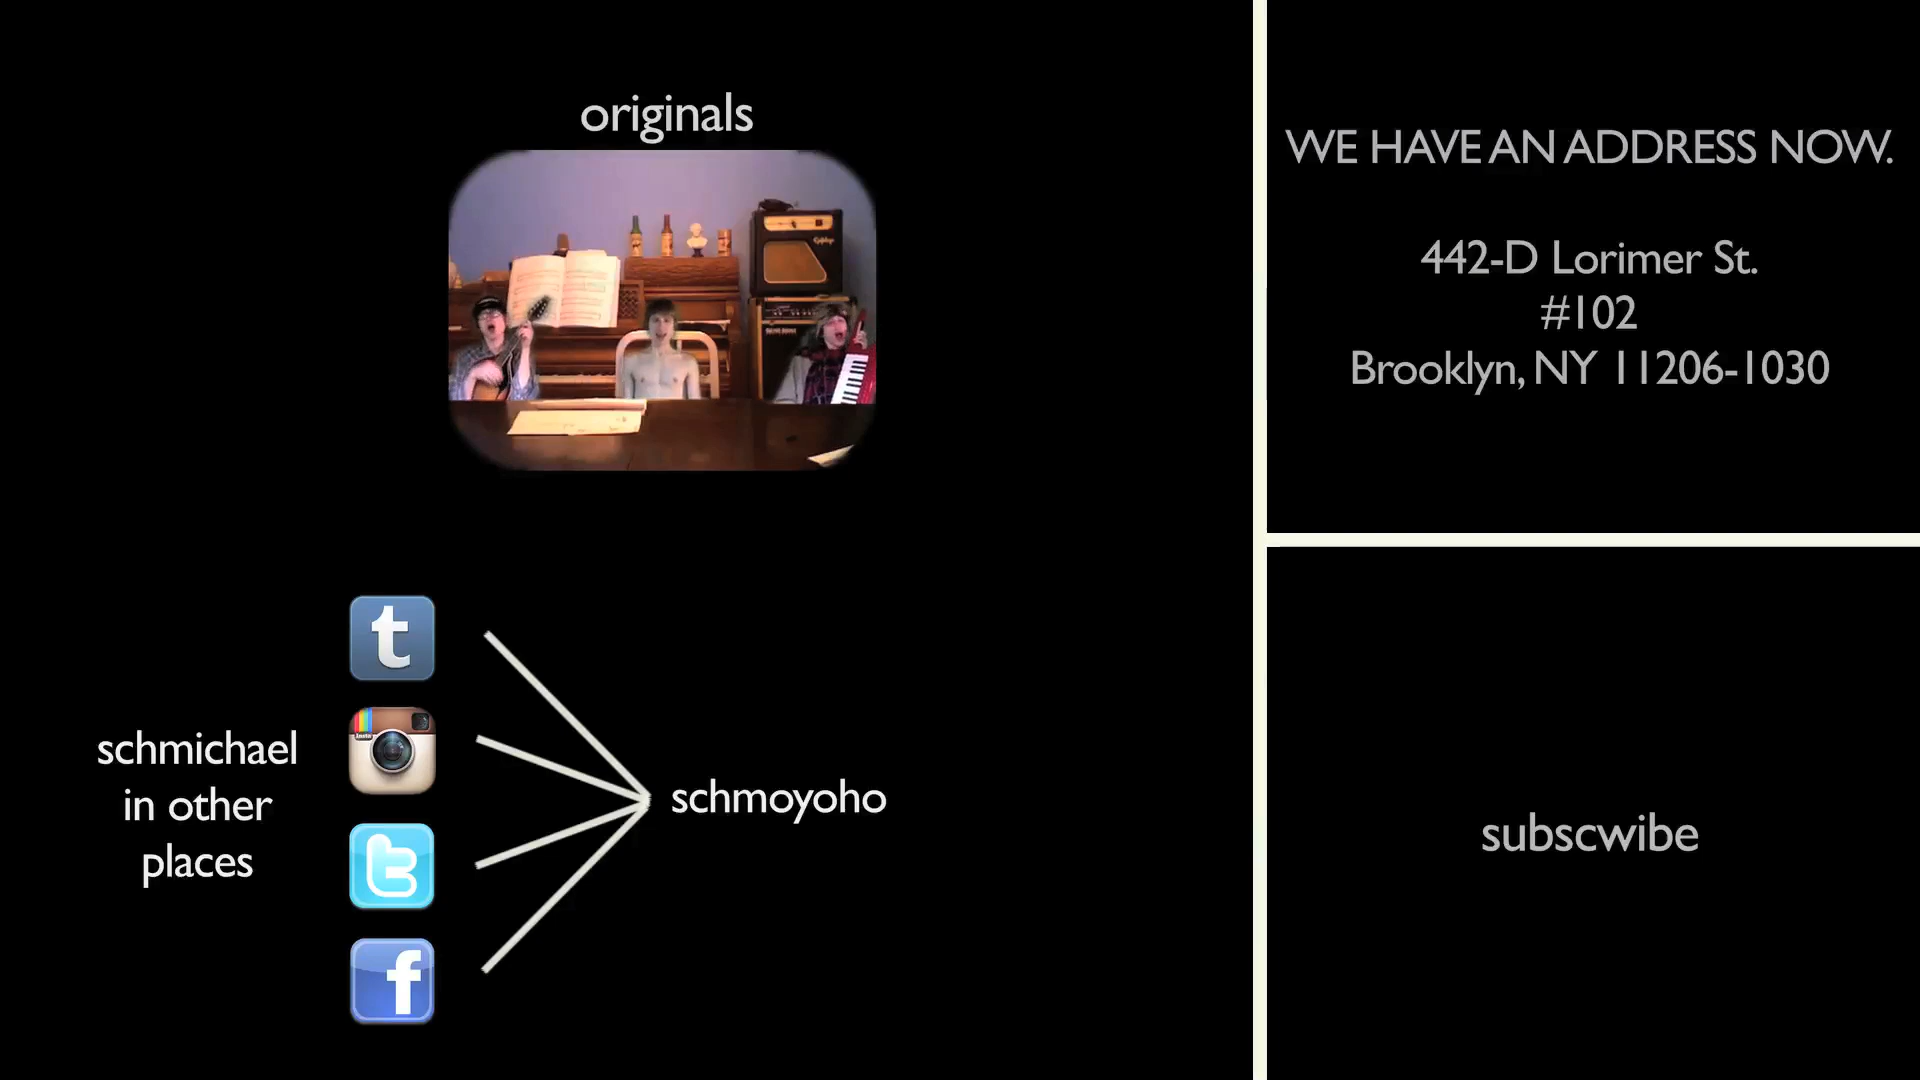 originals
WE HAVE AN ADDRESS NOW.
442-D Lorimer St.
#102
Brooklyn, NY 11206-1030
schmichael
in other
places
t
f
schmoyoho
subscwibe